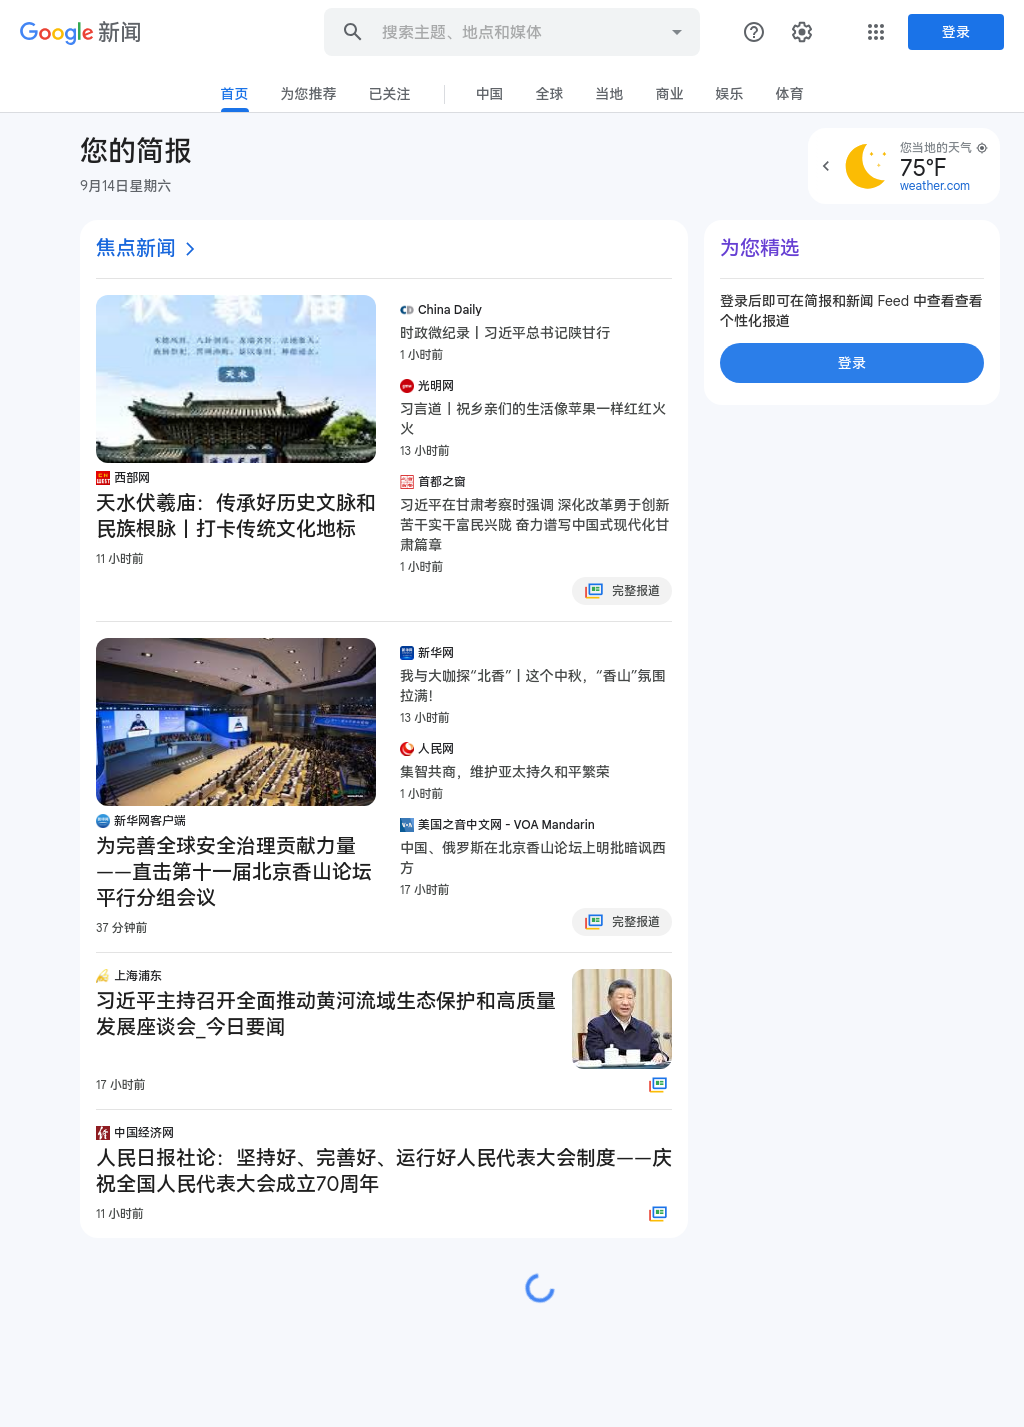 Google 新闻
搜索主题、地点和媒体
登录
首页
为您推荐
已关注
中国
全球
当地
商业
娱乐
体育
您的简报
9月14日星期六
您当地的天气
75°F
weather.com
焦点新闻
为您精选
登录后即可在简报和新闻 Feed 中查看查看
个性化报道
登录
伏羲庙
天水
西部网
天水伏羲庙：传承好历史文脉和
民族根脉丨打卡传统文化地标
11 小时前
China Daily
时政微纪录丨习近平总书记陕甘行
1 小时前
光明网
习言道丨祝乡亲们的生活像苹果一样红红火
火
13 小时前
首都之窗
习近平在甘肃考察时强调 深化改革勇于创新
苦干实干富民兴陇 奋力谱写中国式现代化甘
肃篇章
1 小时前
完整报道
新华网客户端
为完善全球安全治理贡献力量
——直击第十一届北京香山论坛
平行分组会议
37 分钟前
新华网
我与大咖探“北香”丨这个中秋，“香山”氛围
拉满！
13 小时前
人民网
集智共商，维护亚太持久和平繁荣
1 小时前
美国之音中文网 - VOA Mandarin
中国、俄罗斯在北京香山论坛上明批暗讽西
方
17 小时前
完整报道
上海浦东
习近平主持召开全面推动黄河流域生态保护和高质量
发展座谈会_今日要闻
17 小时前
中国经济网
人民日报社论：坚持好、完善好、运行好人民代表大会制度——庆
祝全国人民代表大会成立70周年
11 小时前